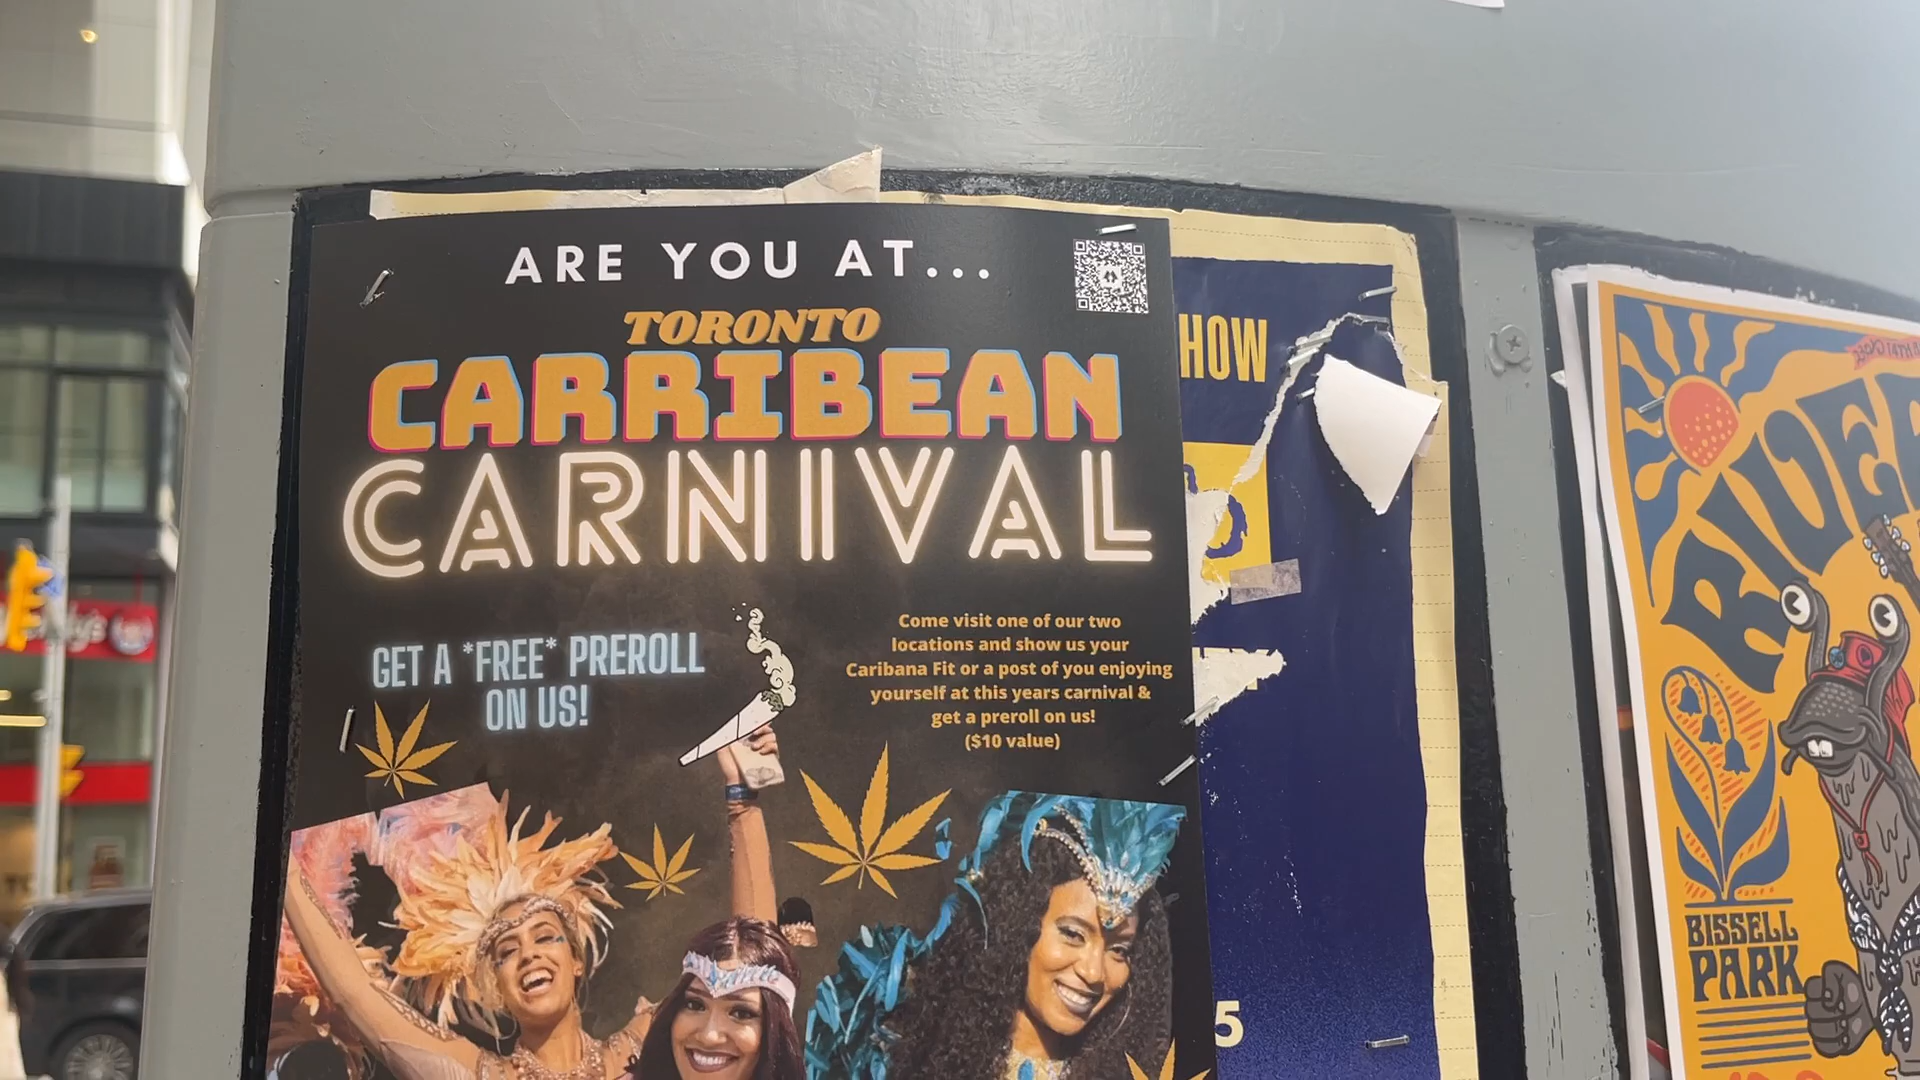 ARE YOU AT...
TORONTO
CARRIBEAN
CARNIVAL
GET A *FREE* PREROLL
ON US!
Come visit one of our two
locations and show us your
Caribana Fit or a post of you enjoying
yourself at this years carnival &
get a preroll on us!
($10 value)
HOW
5
BISSELL
PARK